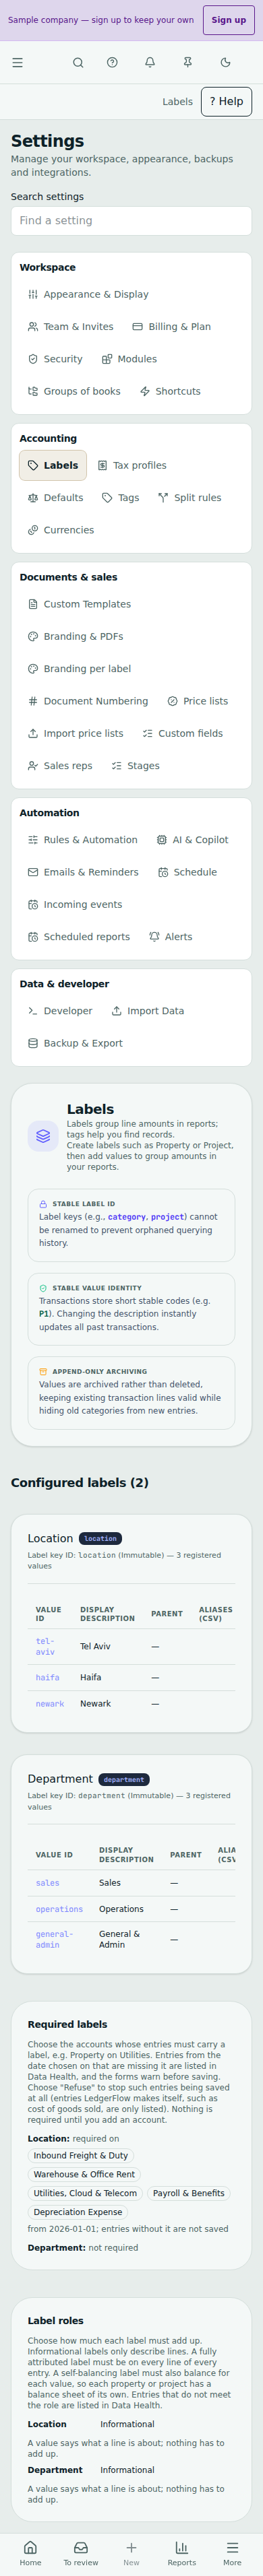 Sample company — sign up to keep your own
Sign up
Labels
? Help
Settings
Manage your workspace, appearance, backups
and integrations.
Search settings
Find a setting
Workspace
Appearance & Display
Team & Invites
Billing & Plan
Security
Modules
Groups of books
Shortcuts
Accounting
Labels
Tax profiles
Defaults
Tags
Split rules
Currencies
Documents & sales
Custom Templates
Branding & PDFs
Branding per label
Document Numbering
Price lists
Import price lists
Custom fields
Sales reps
Stages
Automation
Rules & Automation
AI & Copilot
Emails & Reminders
Schedule
Incoming events
Scheduled reports
Alerts
Data & developer
Developer
Import Data
Backup & Export
Labels
Labels group line amounts in reports;
tags help you find records.
Create labels such as Property or Project,
then add values to group amounts in
your reports.
STABLE LABEL ID
Label keys (e.g., category, project) cannot
be renamed to prevent orphaned querying
history.
STABLE VALUE IDENTITY
Transactions store short stable codes (e.g.
P1). Changing the description instantly
updates all past transactions.
APPEND-ONLY ARCHIVING
Values are archived rather than deleted,
keeping existing transaction lines valid while
hiding old categories from new entries.
Configured labels (2)
Location location
Label key ID: location (Immutable) — 3 registered
values
VALUE ID
DISPLAY DESCRIPTION
PARENT
ALIASES (CSV)
tel-aviv
Tel Aviv
—
haifa
Haifa
—
newark
Newark
—
Department department
Label key ID: department (Immutable) — 3 registered
values
VALUE ID
DISPLAY DESCRIPTION
PARENT
sales
Sales
—
operations
Operations
—
general-admin
General & Admin
—
Required labels
Choose the accounts whose entries must carry a
label, e.g. Property on Utilities. Entries from the
date chosen on that are missing it are listed in
Data Health, and the forms warn before saving.
Choose "Refuse" to stop such entries being saved
at all (entries LedgerFlow makes itself, such as
cost of goods sold, are only listed). Nothing is
required until you add an account.
Location: required on
Inbound Freight & Duty
Warehouse & Office Rent
Utilities, Cloud & Telecom
Payroll & Benefits
Depreciation Expense
from 2026-01-01; entries without it are not saved
Department: not required
Label roles
Choose how much each label must add up.
Informational labels only describe lines. A fully
attributed label must be on every line of every
entry. A self-balancing label must also balance for
each value, so each property or project has a
balance sheet of its own. Entries that do not meet
the role are listed in Data Health.
Location
Informational
A value says what a line is about; nothing has to
add up.
Department
Informational
A value says what a line is about; nothing has to
add up.
Home
To review
New
Reports
More